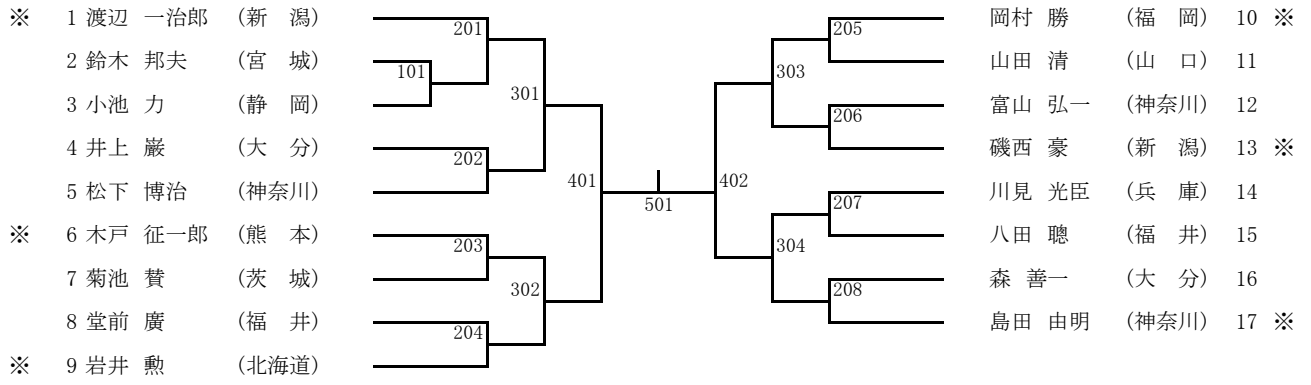 ※ 1 渡辺 一治郎 (新 潟) 201 岡村 勝 (福 岡) 10 ※
205
2 鈴木 邦夫 (宮 城) 101 山田 清 (山 口) 11
303
3 小池 力 (静 岡) 301 富山 弘一 (神奈川) 12
206
4 井上 巌 (大 分) 202 磯西 豪 (新 潟) 13 ※
401 402
5 松下 博治 (神奈川) 501 川見 光臣 (兵 庫) 14
207
※ 6 木戸 征一郎 (熊 本) 203 八田 聰 (福 井) 15
304
7 菊池 賛 (茨 城) 302 森 善一 (大 分) 16
208
8 堂前 廣 (福 井) 204 島田 由明 (神奈川) 17 ※
※ 9 岩井 勲 (北海道)